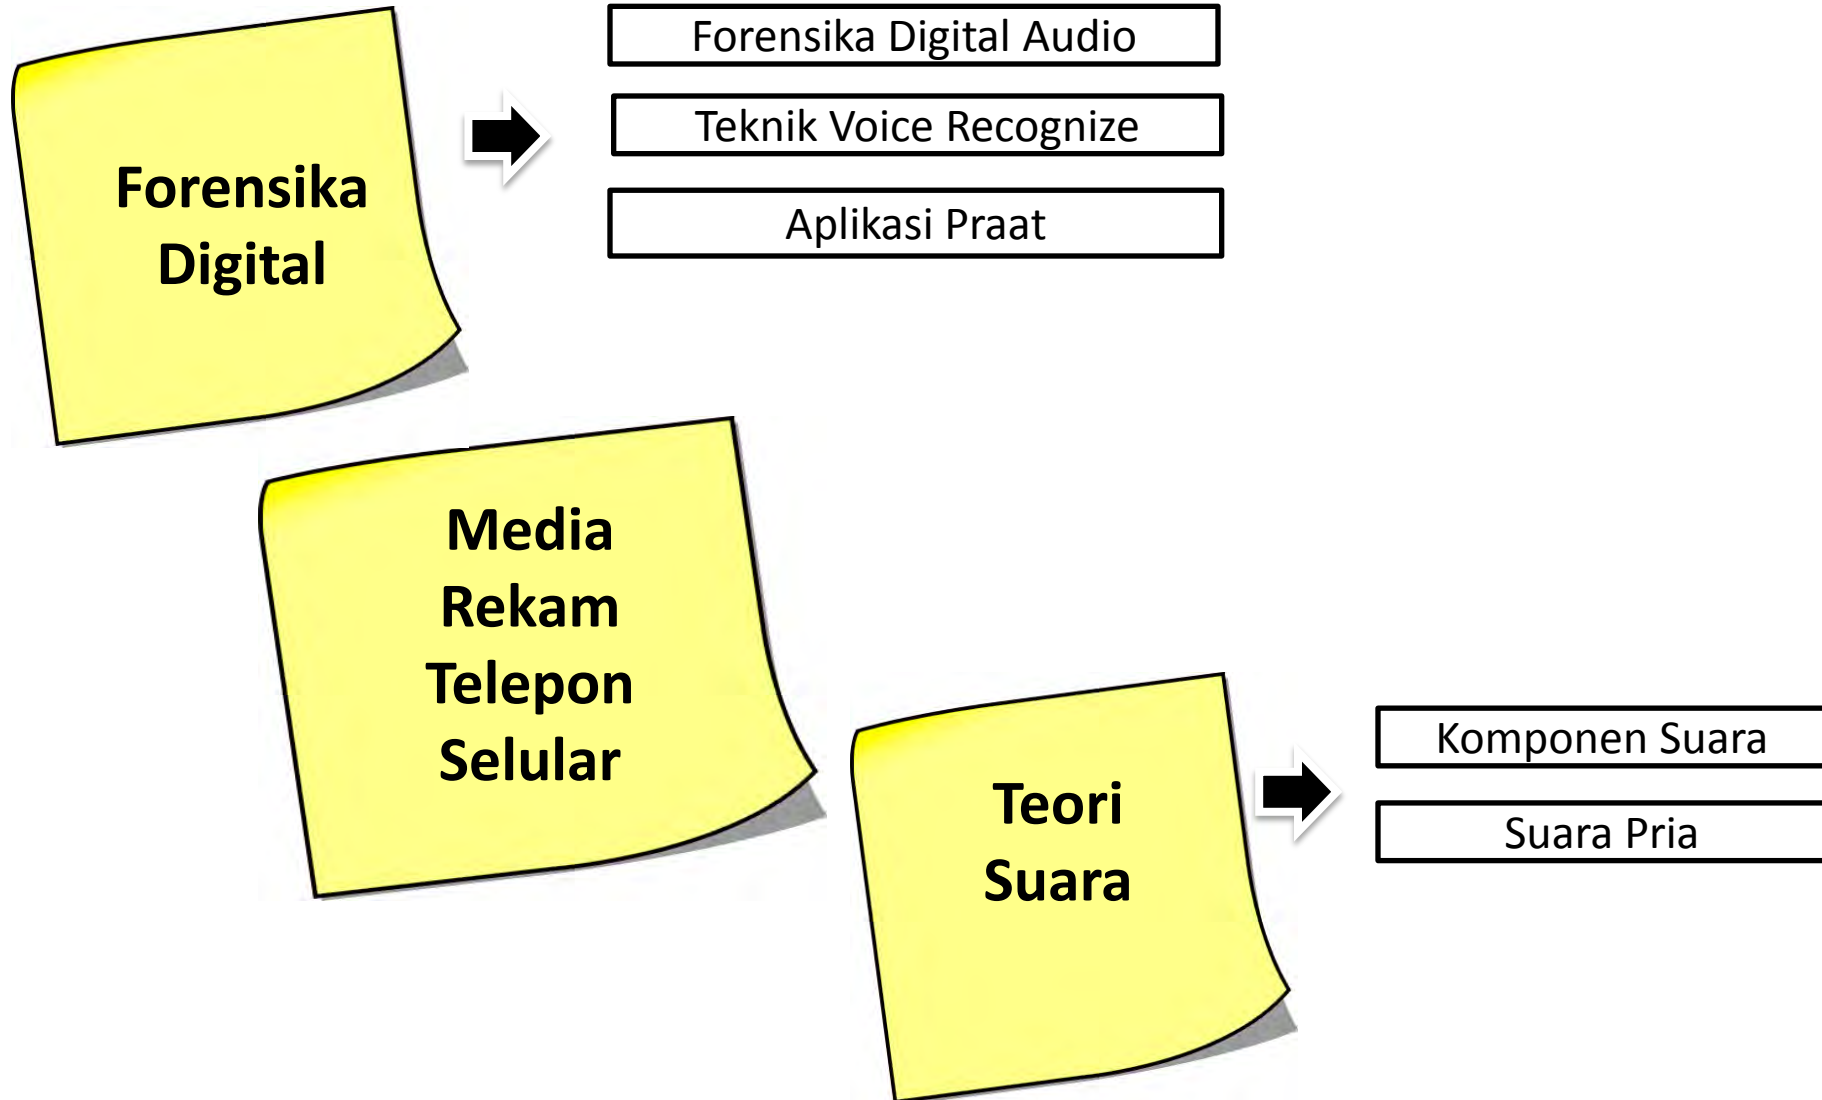 Forensika
Digital
Forensika Digital Audio
Teknik Voice Recognize
Aplikasi Praat
Media
Rekam
Telepon
Selular
Teori
Suara
Komponen Suara
Suara Pria